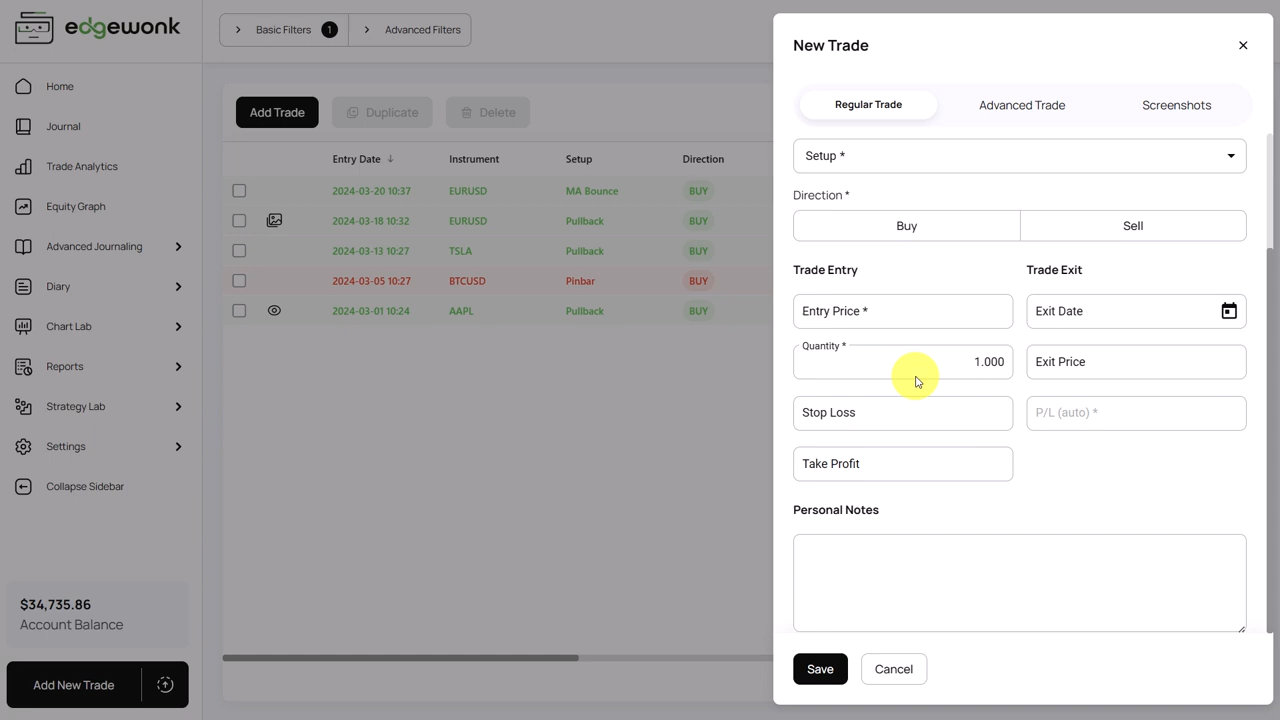 edgewonk
Home
Journal
Trade Analytics
Equity Graph
Advanced Journaling
Diary
Chart Lab
Reports
Strategy Lab
Settings
Collapse Sidebar
$34,735.86
Account Balance
Add New Trade
Basic Filters 1
Advanced Filters
Add Trade
Duplicate
Delete
Entry Date ↓ Instrument Setup Direction
2024-03-20 10:37 EURUSD MA Bounce BUY
2024-03-18 10:32 EURUSD Pullback BUY
2024-03-13 10:27 TSLA Pullback BUY
2024-03-05 10:27 BTCUSD Pinbar BUY
2024-03-01 10:24 AAPL Pullback BUY
New Trade
Regular Trade Advanced Trade Screenshots
Setup *
Direction *
Buy Sell
Trade Entry Trade Exit
Entry Price * Exit Date
Quantity *
1.000 Exit Price
Stop Loss P/L (auto) *
Take Profit
Personal Notes
Save Cancel